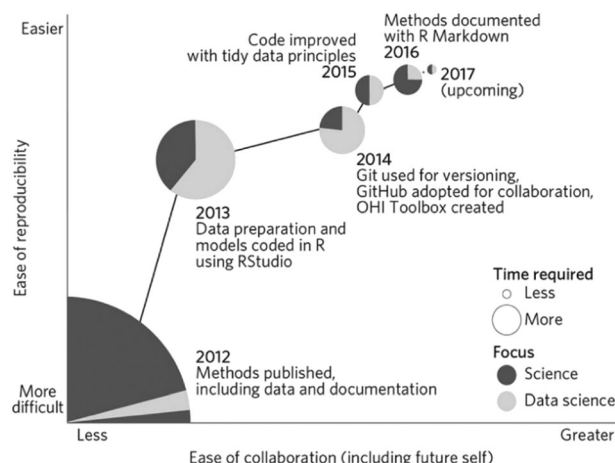 Easier
Methods documented
with R Markdown
2016
Code improved
with tidy data principles
2015
2017
(upcoming)
2014
Git used for versioning,
GitHub adopted for collaboration,
OHI Toolbox created
2013
Data preparation and
models coded in R
using RStudio
Ease of reproducibility
Time required
Less
More
Focus
Science
Data science
2012
Methods published,
including data and documentation
More
difficult
Less
Greater
Ease of collaboration (including future self)